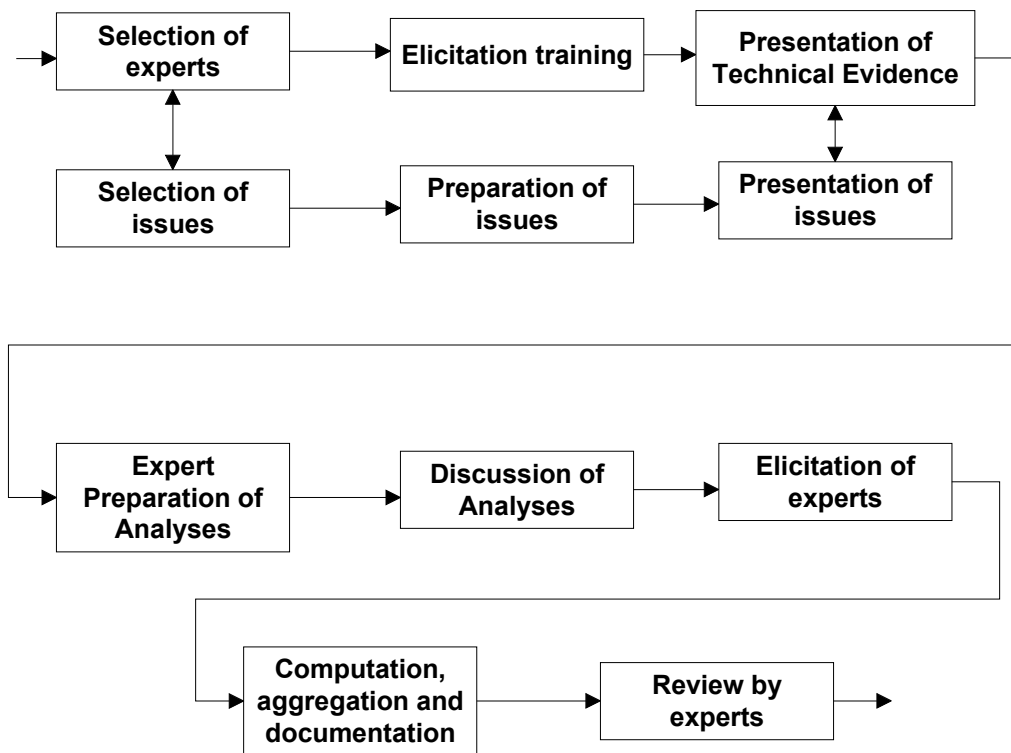 Selection of
experts
Elicitation training
Presentation of
Technical Evidence
Selection of
issues
Preparation of
issues
Presentation of
issues
Expert
Preparation of
Analyses
Discussion of
Analyses
Elicitation of
experts
Computation,
aggregation and
documentation
Review by
experts